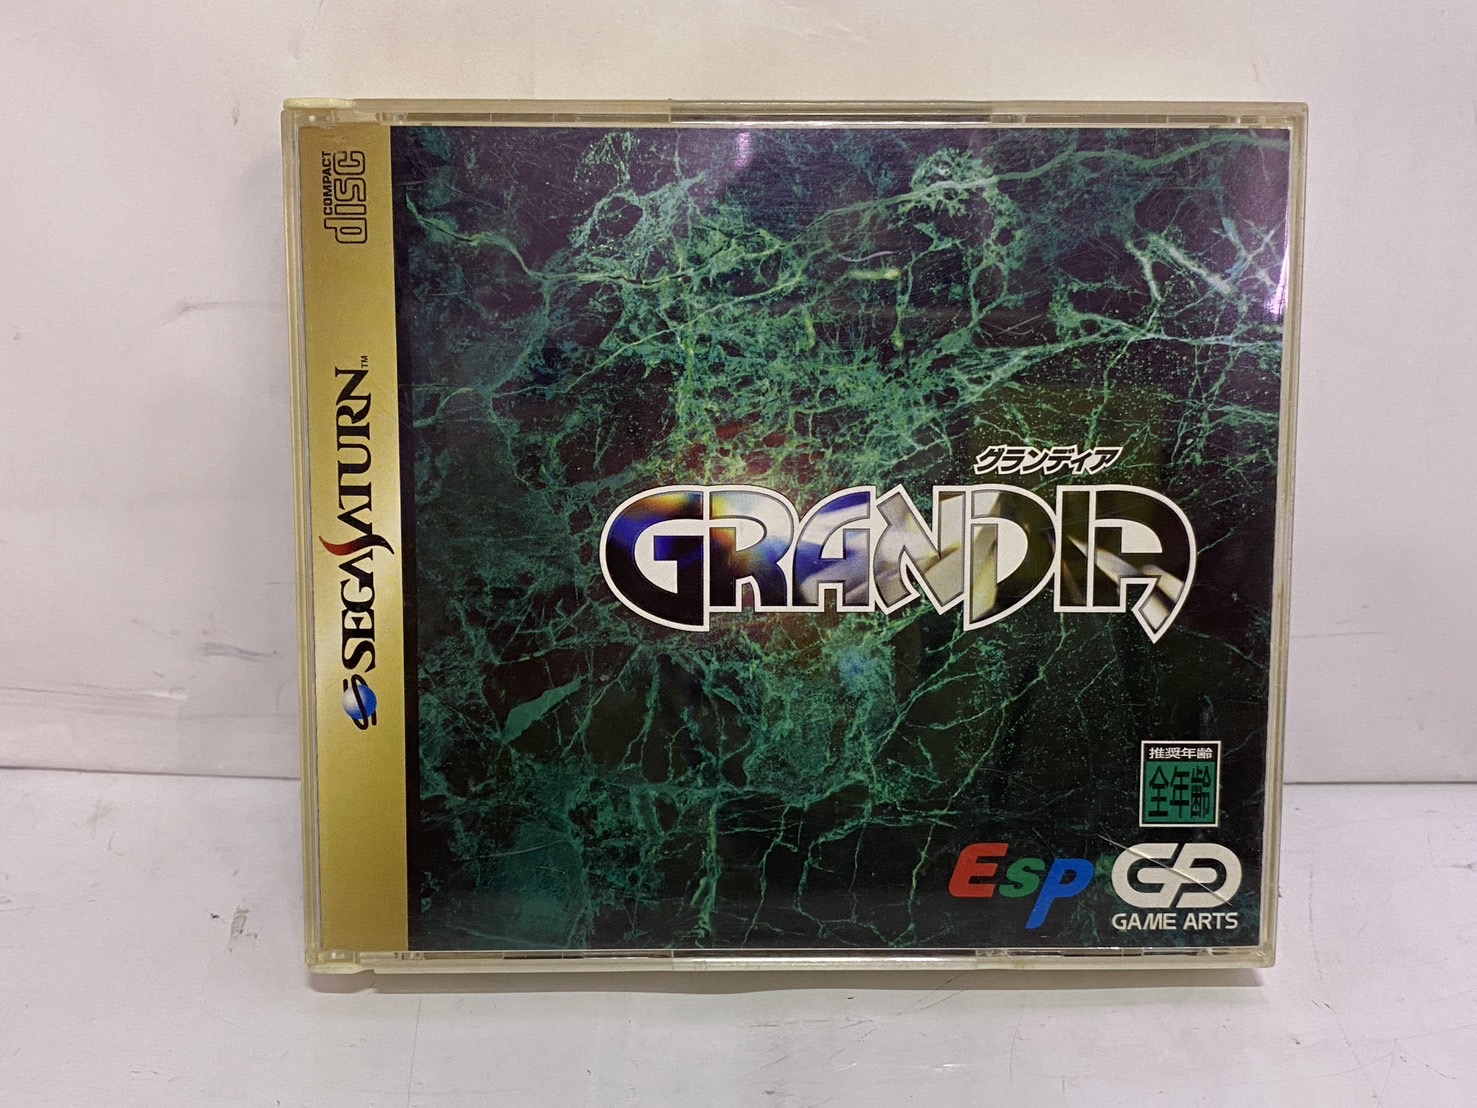 COMPACT
disc
SEGA SATURN™
グランディア
GRANDIA
推奨年齢
全年齢
Esp
GAME ARTS